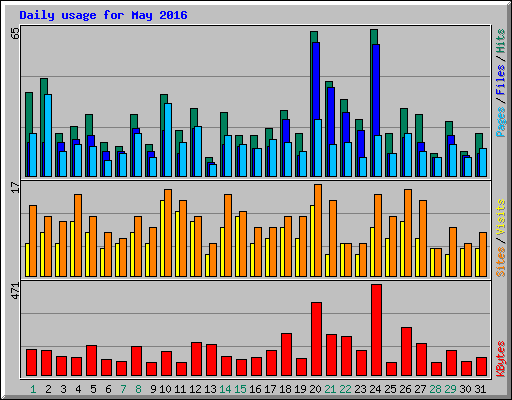 Daily usage for May 2016
65
Pages / Files / Hits
17
Sites / Visits
471
KBytes
1 2 3 4 5 6 7 8 9 10 11 12 13 14 15 16 17 18 19 20 21 22 23 24 25 26 27 28 29 30 31